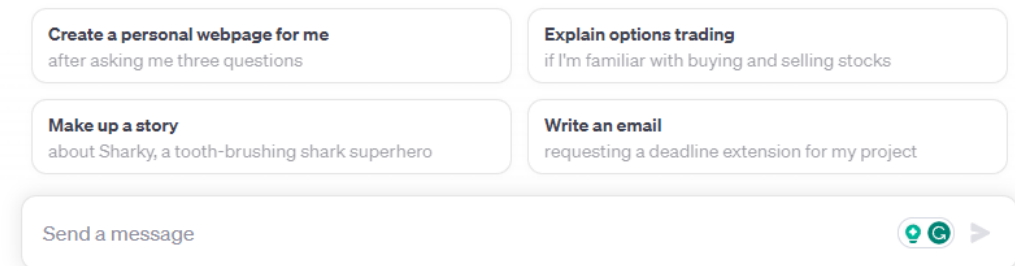 Create a personal webpage for me
after asking me three questions
Explain options trading
if I'm familiar with buying and selling stocks
Make up a story
about Sharky, a tooth-brushing shark superhero
Write an email
requesting a deadline extension for my project
Send a message